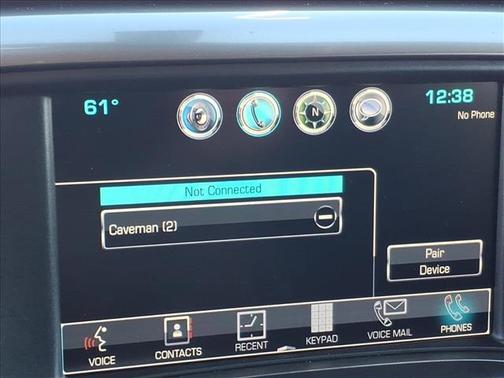 61°
N
12:38
No Phone
Not Connected
Caveman (2)
Pair
Device
VOICE
CONTACTS
RECENT
KEYPAD
VOICE MAIL
PHONES